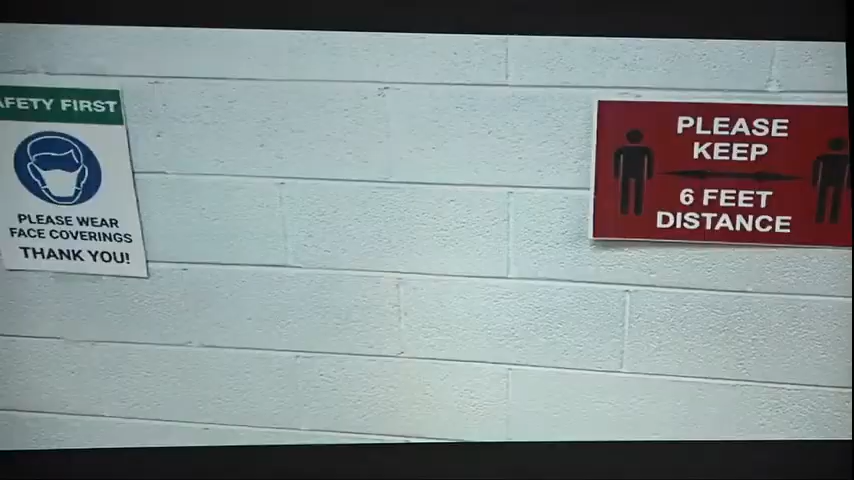 AFETY FIRST
PLEASE WEAR
FACE COVERINGS
THANK YOU!
PLEASE
KEEP
6 FEET
DISTANCE